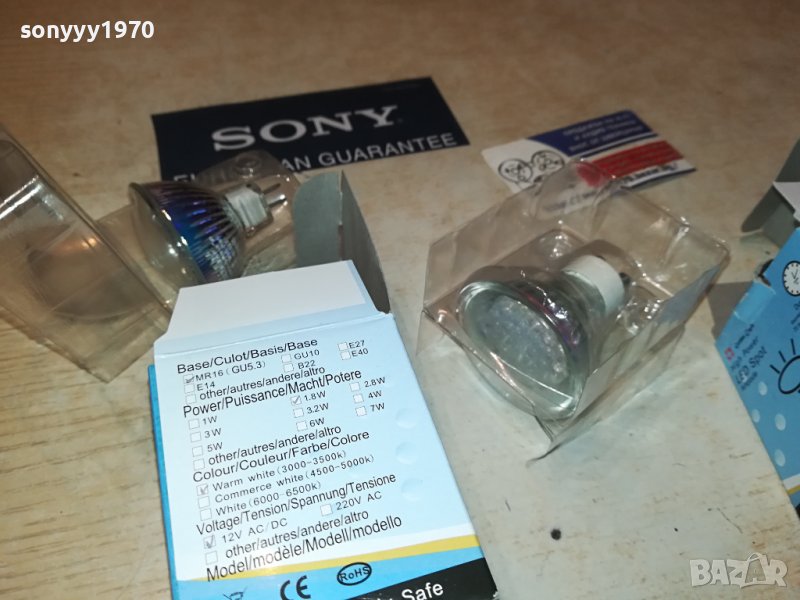 sonyyy1970
SONY
AN GUARANTEE
Base/Culot/Basis/Base
MR16 (GU5.3) GU10 E27
E14 B22 E40
other/autres/andere/altro
Power/Puissance/Macht/Potere
1W 1.8W 2.8W
3W 3.2W 4W
5W 6W 7W
other/autres/andere/altro
Colour/Couleur/Farbe/Colore
Warm white (3000-3500k)
Commerce white (4500-5000k)
White (6000-6500k)
Voltage/Tension/Spannung/Tensione
12V AC/DC 220V AC
other/autres/andere/altro
Model/modèle/Modell/modello
CE RoHS
Safe
High Power
LED Spot
BAZAR